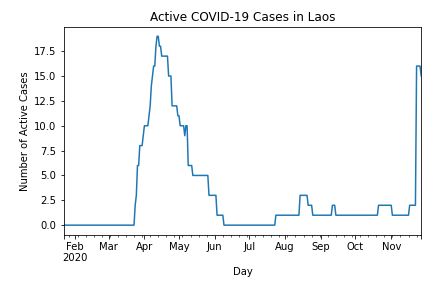 Active COVID-19 Cases in Laos
Number of Active Cases
17.5
15.0
12.5
10.0
7.5
5.0
2.5
0.0
Feb Mar Apr May Jun Jul Aug Sep Oct Nov
2020
Day